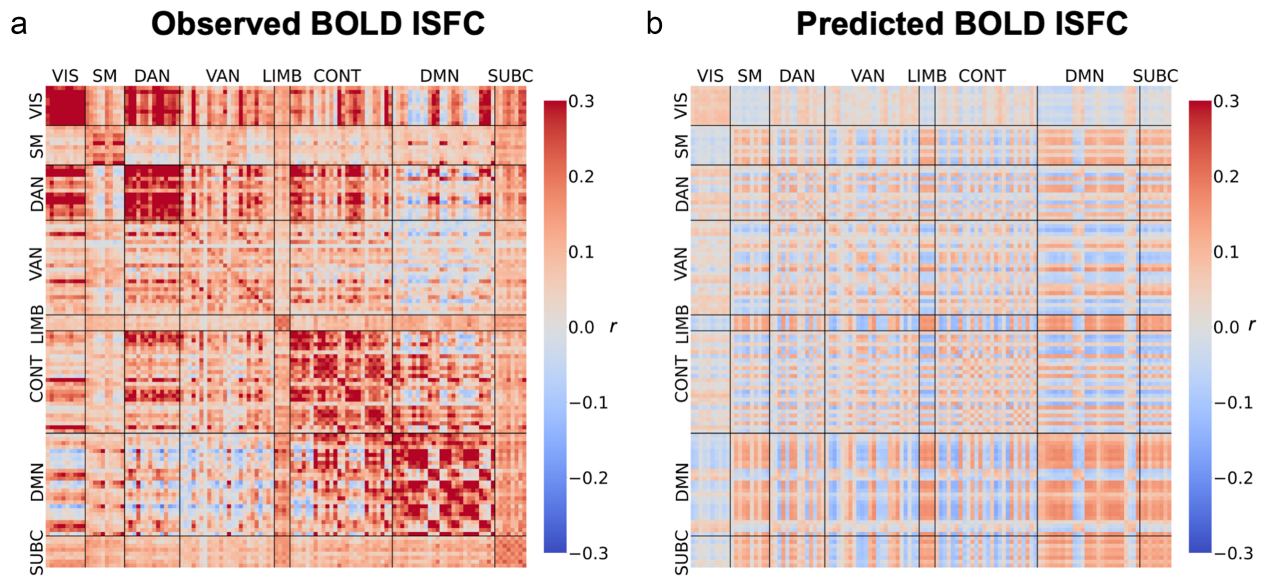 a
Observed BOLD ISFC
VIS SM DAN VAN LIMB CONT DMN SUBC
VIS
SM
DAN
VAN
LIMB
CONT
DMN
SUBC
0.3
0.2
0.1
0.0 r
−0.1
−0.2
−0.3
b
Predicted BOLD ISFC
VIS SM DAN VAN LIMB CONT DMN SUBC
VIS
SM
DAN
VAN
LIMB
CONT
DMN
SUBC
0.3
0.2
0.1
0.0 r
−0.1
−0.2
−0.3